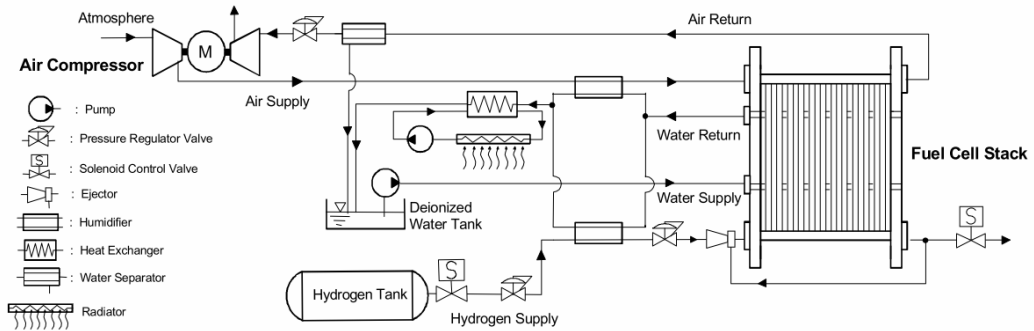 Atmosphere
M
Air Return
Air Compressor
Air Supply
: Pump
: Pressure Regulator Valve
S
: Solenoid Control Valve
: Ejector
: Humidifier
: Heat Exchanger
: Water Separator
: Radiator
Water Return
Fuel Cell Stack
Water Supply
Deionized
Water Tank
S
S
Hydrogen Tank
Hydrogen Supply